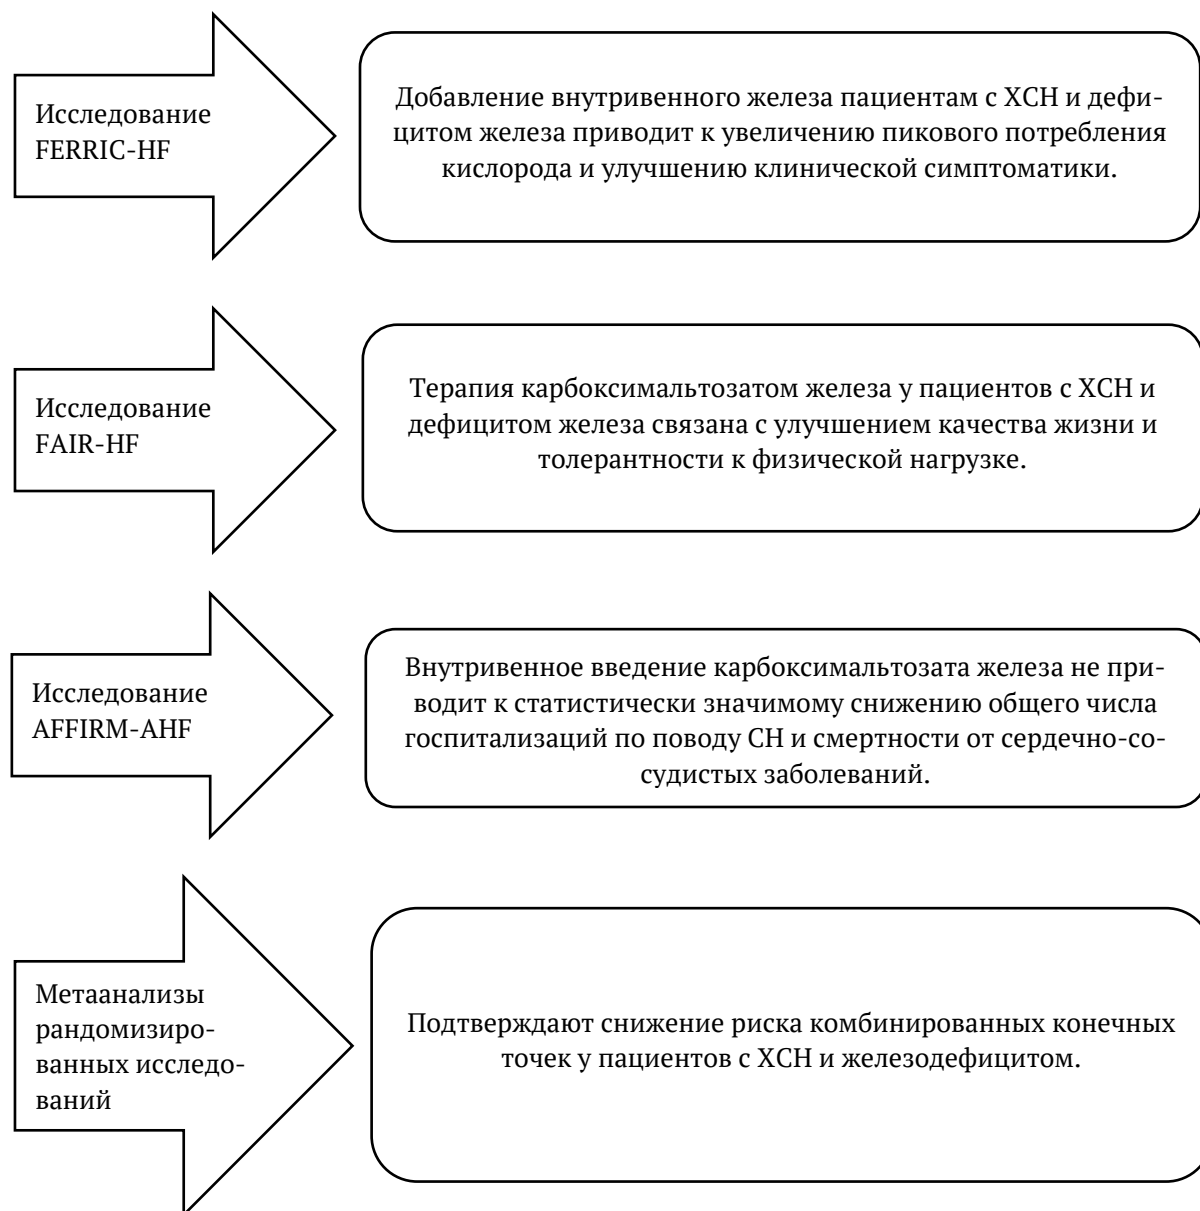 Исследование
FERRIC-HF
Добавление внутривенного железа пациентам с ХСН и дефи-
цитом железа приводит к увеличению пикового потребления
кислорода и улучшению клинической симптоматики.
Исследование
FAIR-HF
Терапия карбоксимальтозатом железа у пациентов с ХСН и
дефицитом железа связана с улучшением качества жизни и
толерантности к физической нагрузке.
Исследование
AFFIRM-AHF
Внутривенное введение карбоксимальтозата железа не при-
водит к статистически значимому снижению общего числа
госпитализаций по поводу СН и смертности от сердечно-со-
судистых заболеваний.
Метаанализы
рандомизиро-
ванных исследо-
ваний
Подтверждают снижение риска комбинированных конечных
точек у пациентов с ХСН и железодефицитом.